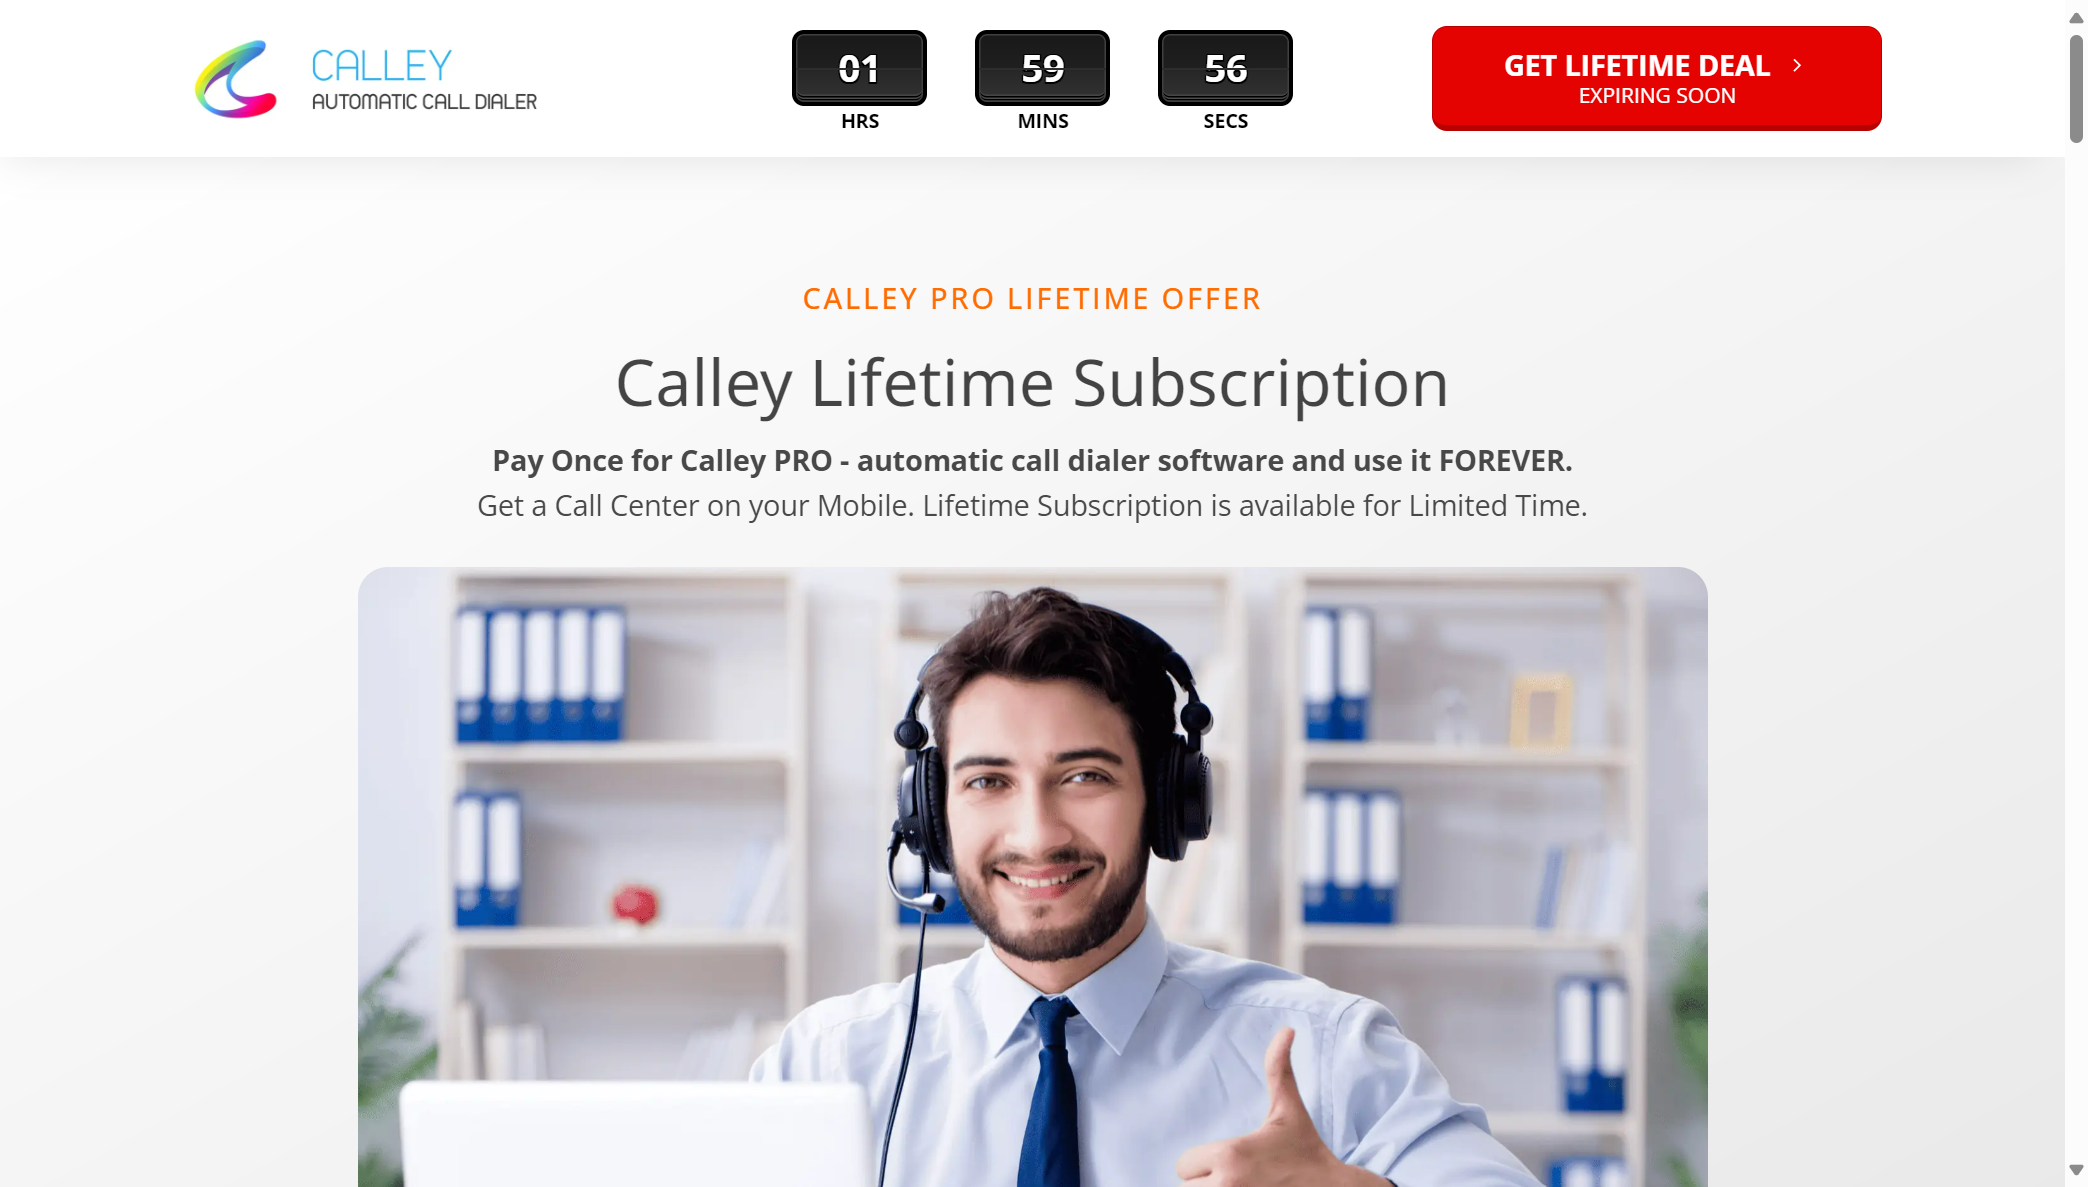 CALLEY
AUTOMATIC CALL DIALER
01
HRS
59
MINS
56
SECS
GET LIFETIME DEAL
EXPIRING SOON
CALLEY PRO LIFETIME OFFER
Calley Lifetime Subscription
Pay Once for Calley PRO - automatic call dialer software and use it FOREVER.
Get a Call Center on your Mobile. Lifetime Subscription is available for Limited Time.